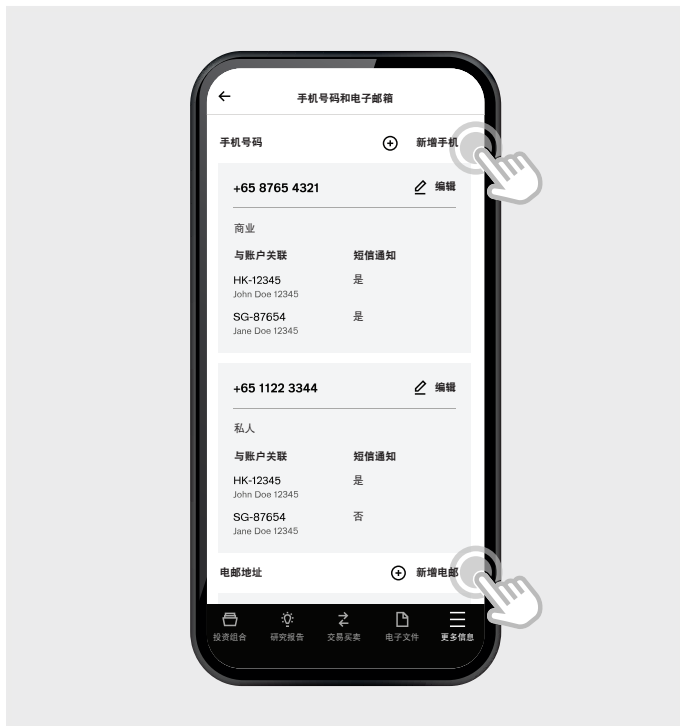 手机号码和电子邮箱
手机号码 新增手机
+65 8765 4321 编辑
商业
与账户关联 短信通知
HK-12345 是
John Doe 12345
SG-87654 是
Jane Doe 12345
+65 1122 3344 编辑
私人
与账户关联 短信通知
HK-12345 是
John Doe 12345
SG-87654 否
Jane Doe 12345
电邮地址 新增电邮
投资组合 研究报告 交易买卖 电子文件 更多信息